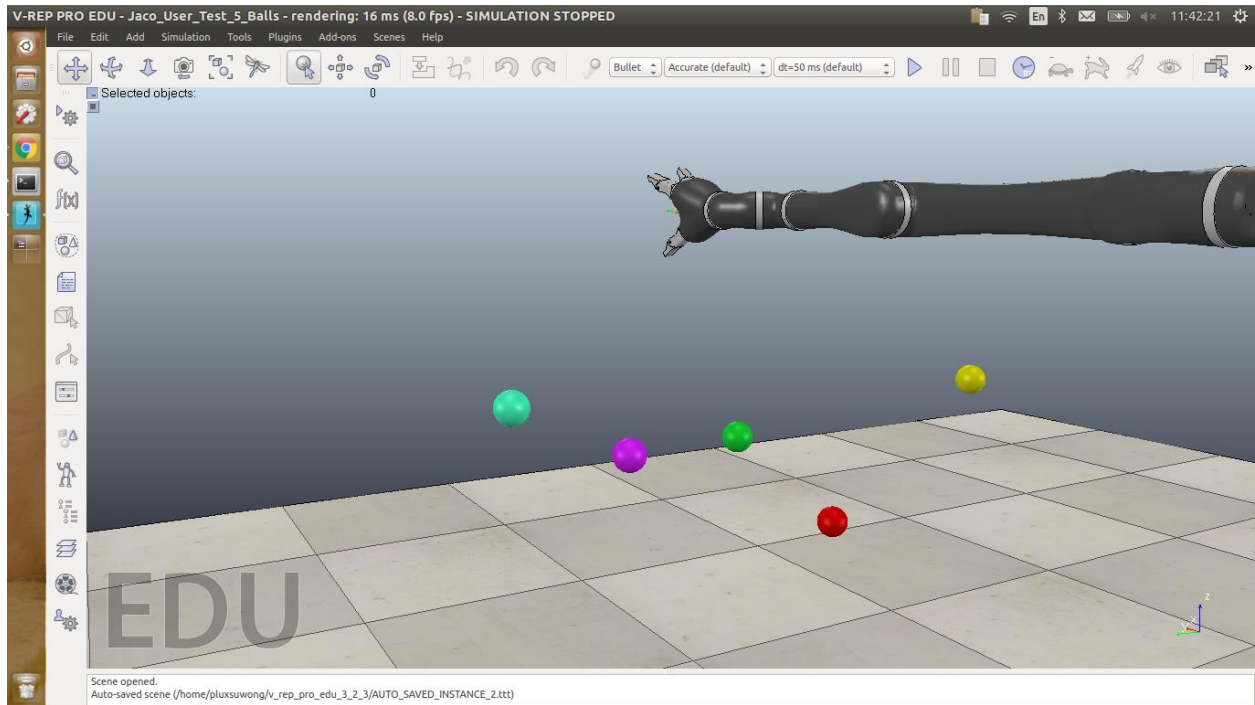 V-REP PRO EDU - Jaco_User_Test_5_Balls - rendering: 16 ms (8.0 fps) - SIMULATION STOPPED
En
11:42:21
File Edit Add Simulation Tools Plugins Add-ons Scenes Help
Bullet
Accurate (default)
dt=50 ms (default)
»
Selected objects: 0
f(x)
EDU
z
x
Scene opened.
Auto-saved scene (/home/pluxsuwong/v_rep_pro_edu_3_2_3/AUTO_SAVED_INSTANCE_2.ttt)